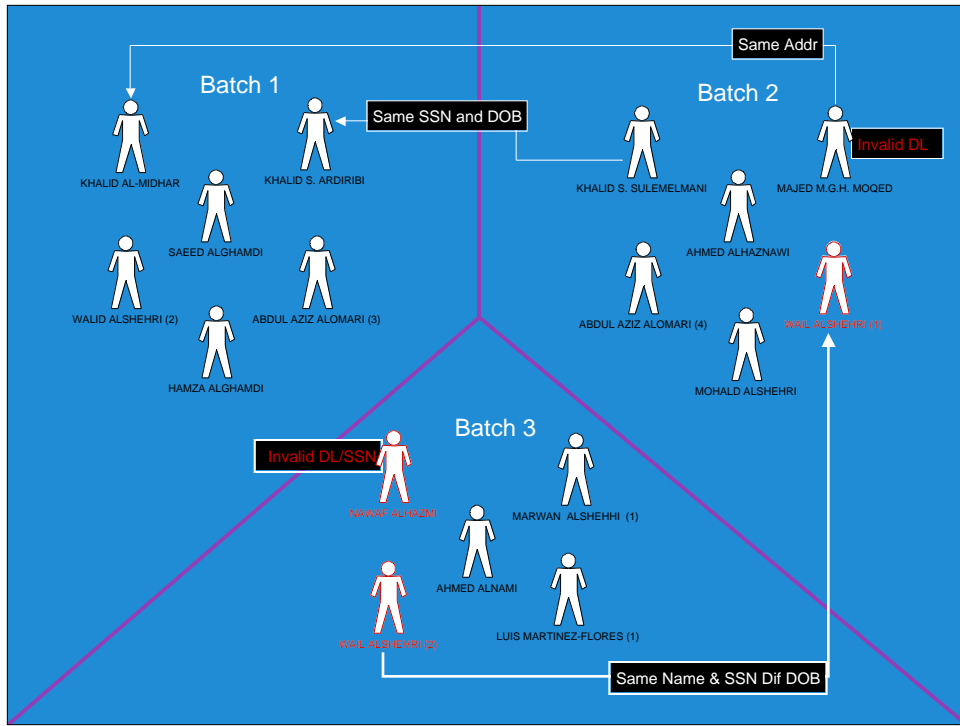 Same Addr
Batch 1
Batch 2
Same SSN and DOB
Invalid DL
KHALID AL-MIDHAR
KHALID S. ARDIRIBI
KHALID S. SULEMELMANI
MAJED M.G.H. MOQED
SAEED ALGHAMDI
AHMED ALHAZNAWI
WALID ALSHEHRI (2)
ABDUL AZIZ ALOMARI (3)
ABDUL AZIZ ALOMARI (4)
WAIL ALSHEHRI (1)
HAMZA ALGHAMDI
MOHALD ALSHEHRI
Batch 3
Invalid DL/SSN
NAWAF ALHAZMI
MARWAN ALSHEHHI (1)
AHMED ALNAMI
WAIL ALSHEHRI (2)
LUIS MARTINEZ-FLORES (1)
Same Name & SSN Dif DOB